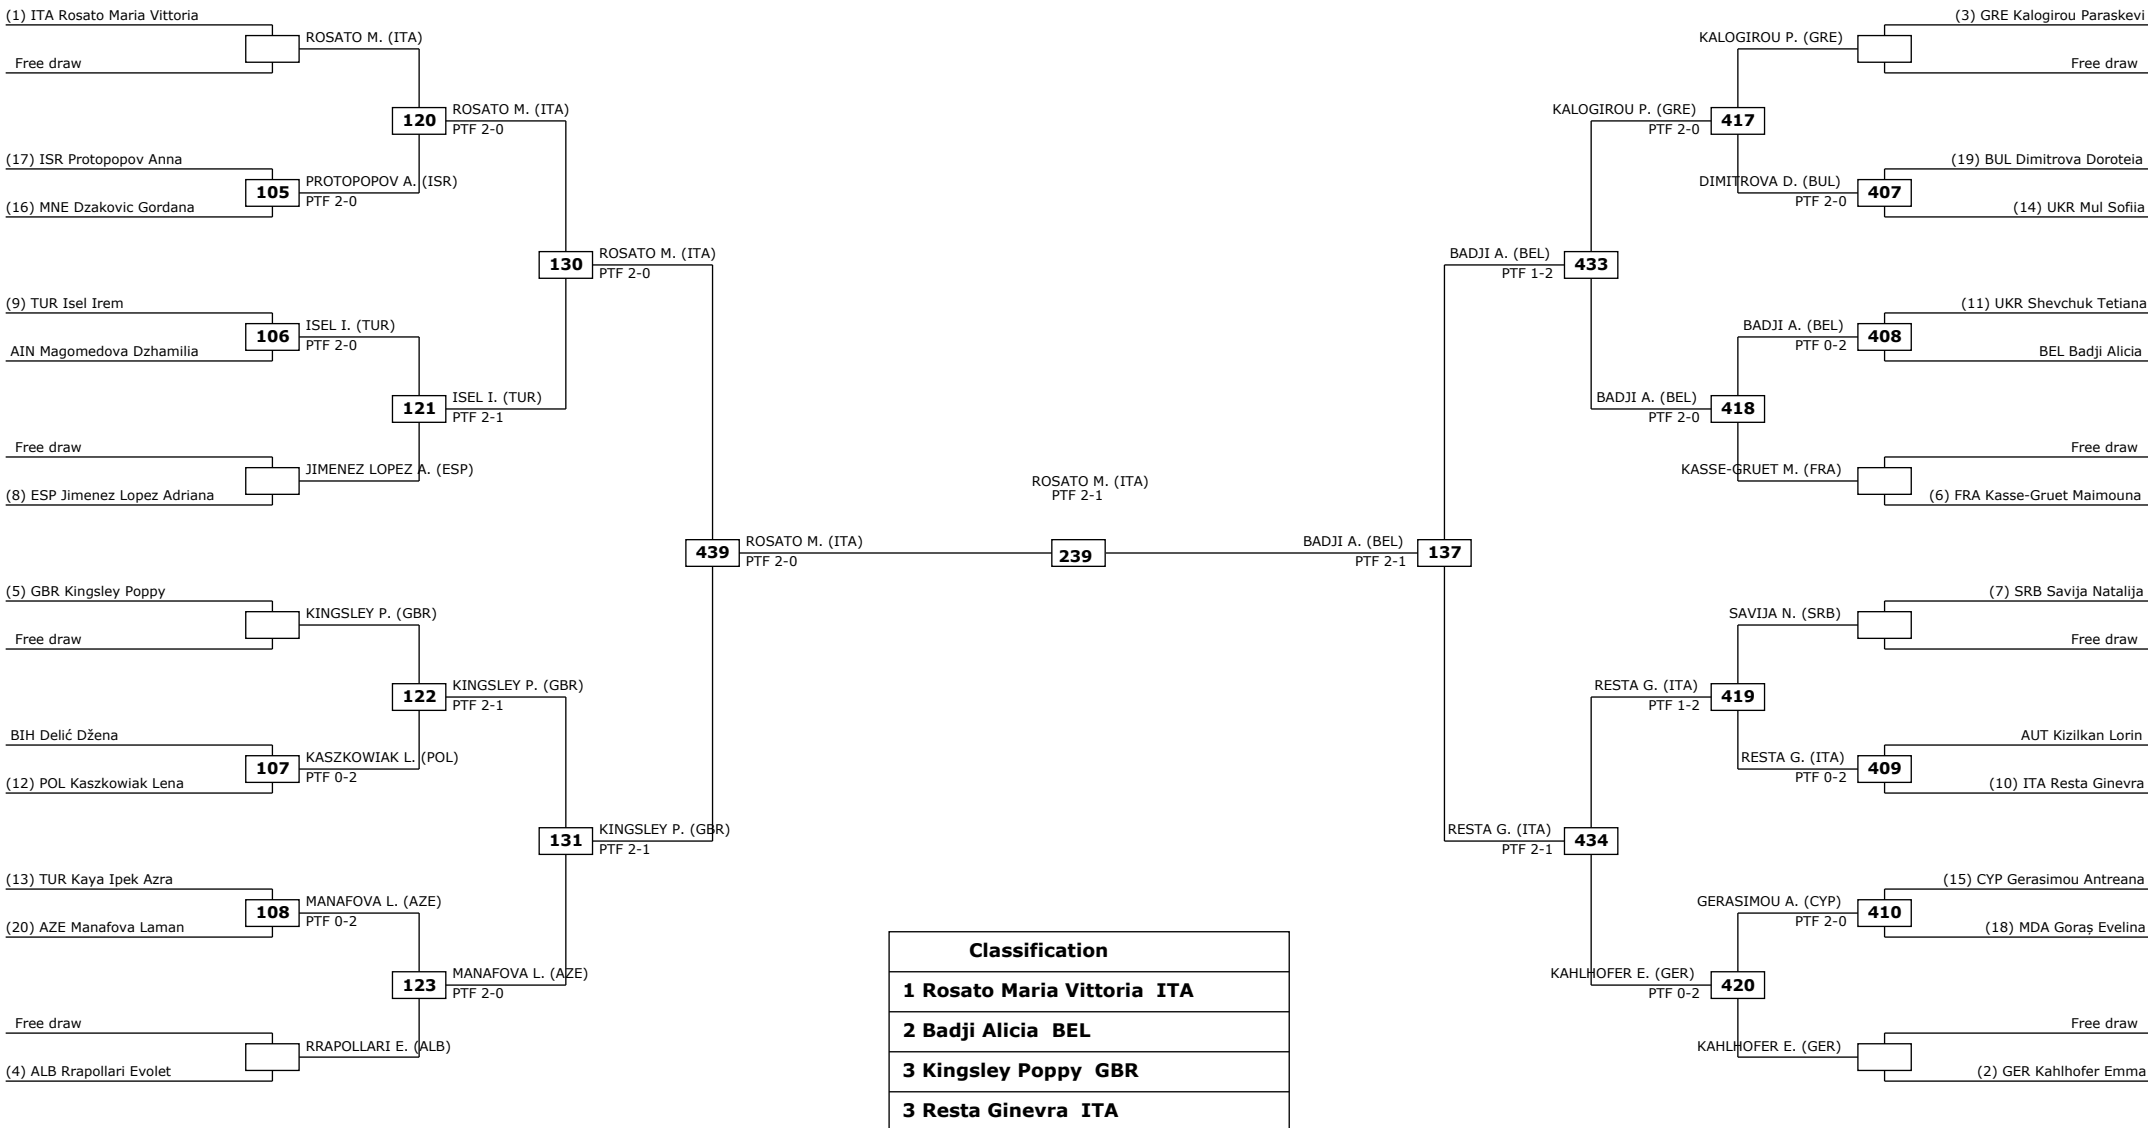 (1) ITA Rosato Maria Vittoria
ROSATO M. (ITA)
Free draw
120
ROSATO M. (ITA)
PTF 2-0
(17) ISR Protopopov Anna
105
PROTOPOPOV A. (ISR)
PTF 2-0
(16) MNE Dzakovic Gordana
130
ROSATO M. (ITA)
PTF 2-0
(9) TUR Isel Irem
106
ISEL I. (TUR)
PTF 2-0
AIN Magomedova Dzhamilia
121
ISEL I. (TUR)
PTF 2-1
Free draw
JIMENEZ LOPEZ A. (ESP)
(8) ESP Jimenez Lopez Adriana
439
ROSATO M. (ITA)
PTF 2-0
(5) GBR Kingsley Poppy
KINGSLEY P. (GBR)
Free draw
122
KINGSLEY P. (GBR)
PTF 2-1
BIH Delić Džena
107
KASZKOWIAK L. (POL)
PTF 0-2
(12) POL Kaszkowiak Lena
131
KINGSLEY P. (GBR)
PTF 2-1
(13) TUR Kaya Ipek Azra
108
MANAFOVA L. (AZE)
PTF 0-2
(20) AZE Manafova Laman
123
MANAFOVA L. (AZE)
PTF 2-0
Free draw
RRAPOLLARI E. (ALB)
(4) ALB Rrapollari Evolet
ROSATO M. (ITA)
PTF 2-1
239
(3) GRE Kalogirou Paraskevi
KALOGIROU P. (GRE)
Free draw
KALOGIROU P. (GRE)
PTF 2-0
417
(19) BUL Dimitrova Doroteia
DIMITROVA D. (BUL)
PTF 2-0
407
(14) UKR Mul Sofiia
BADJI A. (BEL)
PTF 1-2
433
(11) UKR Shevchuk Tetiana
BADJI A. (BEL)
PTF 0-2
408
BEL Badji Alicia
BADJI A. (BEL)
PTF 2-0
418
Free draw
KASSE-GRUET M. (FRA)
(6) FRA Kasse-Gruet Maimouna
BADJI A. (BEL)
PTF 2-1
137
(7) SRB Savija Natalija
SAVIJA N. (SRB)
Free draw
RESTA G. (ITA)
PTF 1-2
419
AUT Kizilkan Lorin
RESTA G. (ITA)
PTF 0-2
409
(10) ITA Resta Ginevra
RESTA G. (ITA)
PTF 2-1
434
(15) CYP Gerasimou Antreana
GERASIMOU A. (CYP)
PTF 2-0
410
(18) MDA Goraș Evelina
KAHLHOFER E. (GER)
PTF 0-2
420
Free draw
KAHLHOFER E. (GER)
(2) GER Kahlhofer Emma
Classification
1 Rosato Maria Vittoria ITA
2 Badji Alicia BEL
3 Kingsley Poppy GBR
3 Resta Ginevra ITA